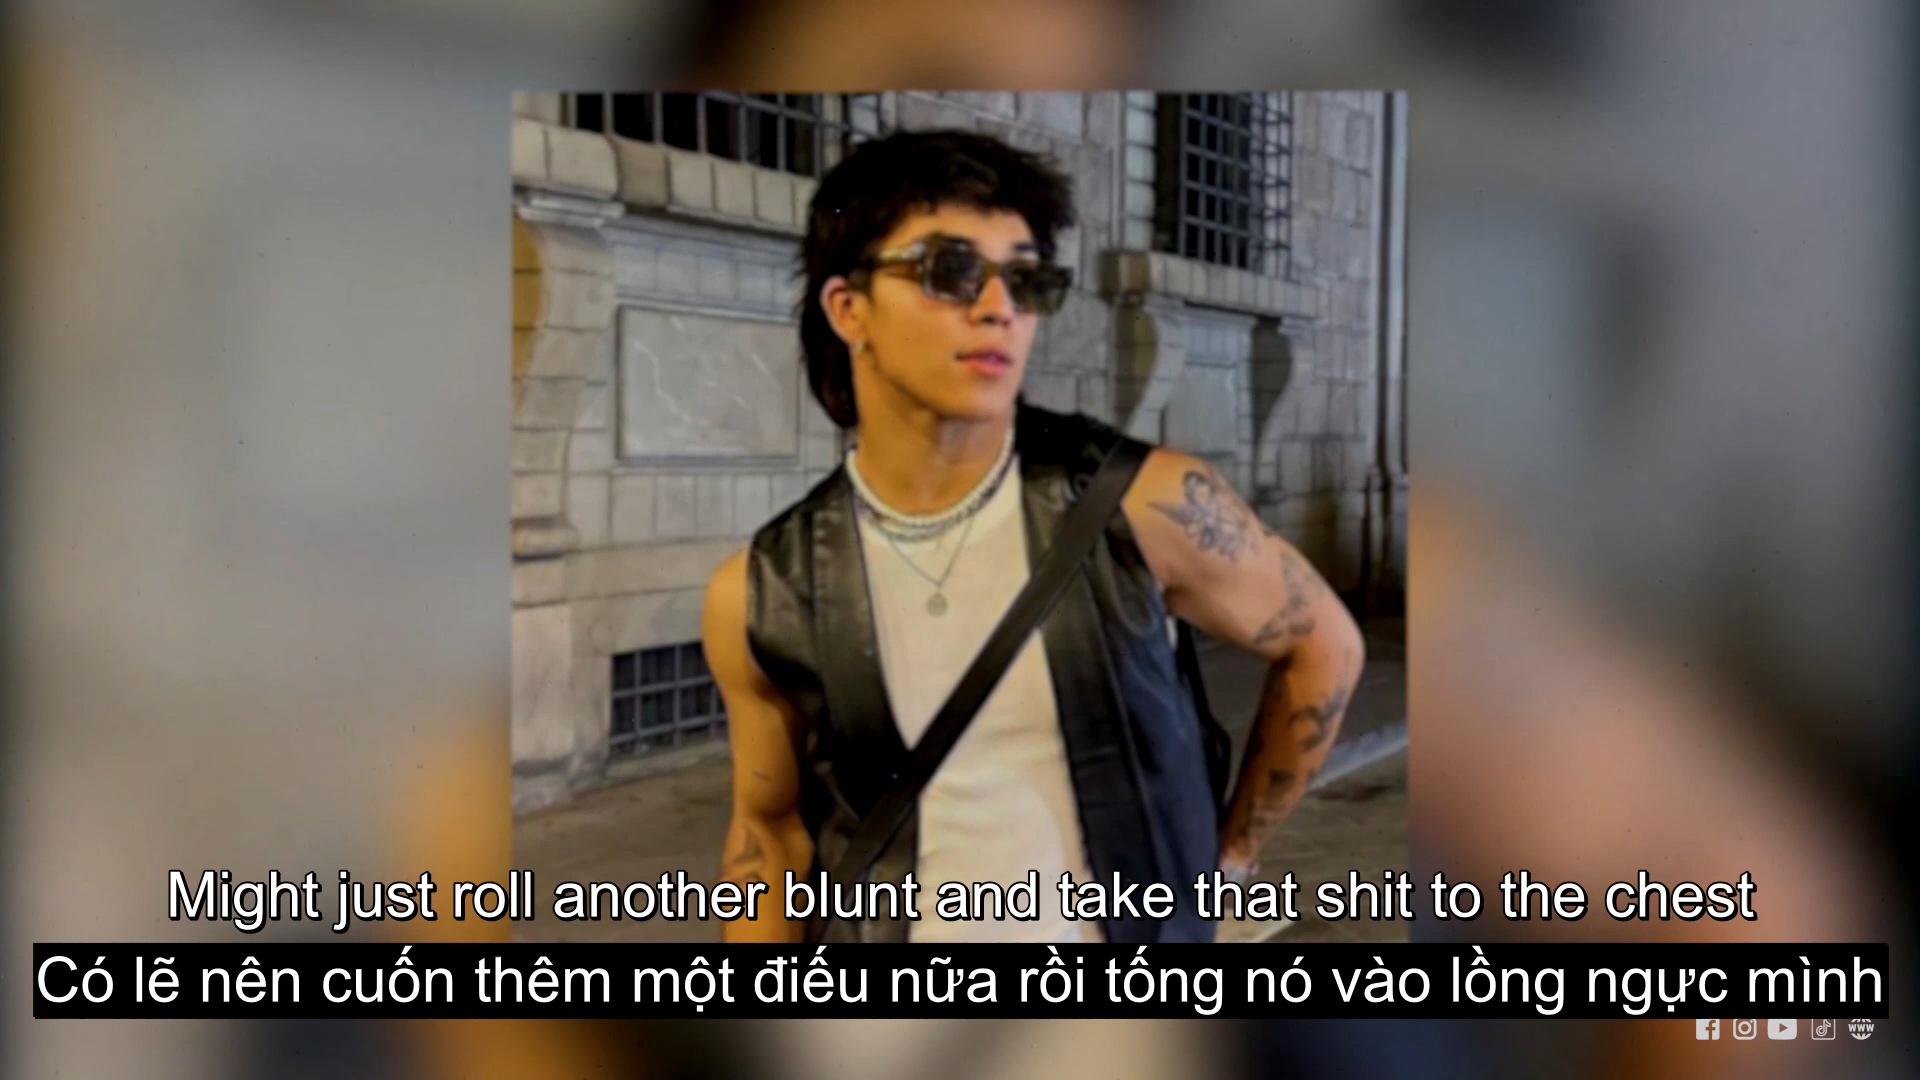 Might just roll another blunt and take that shit to the chest
Có lẽ nên cuốn thêm một điếu nữa rồi tống nó vào lồng ngực mình
www